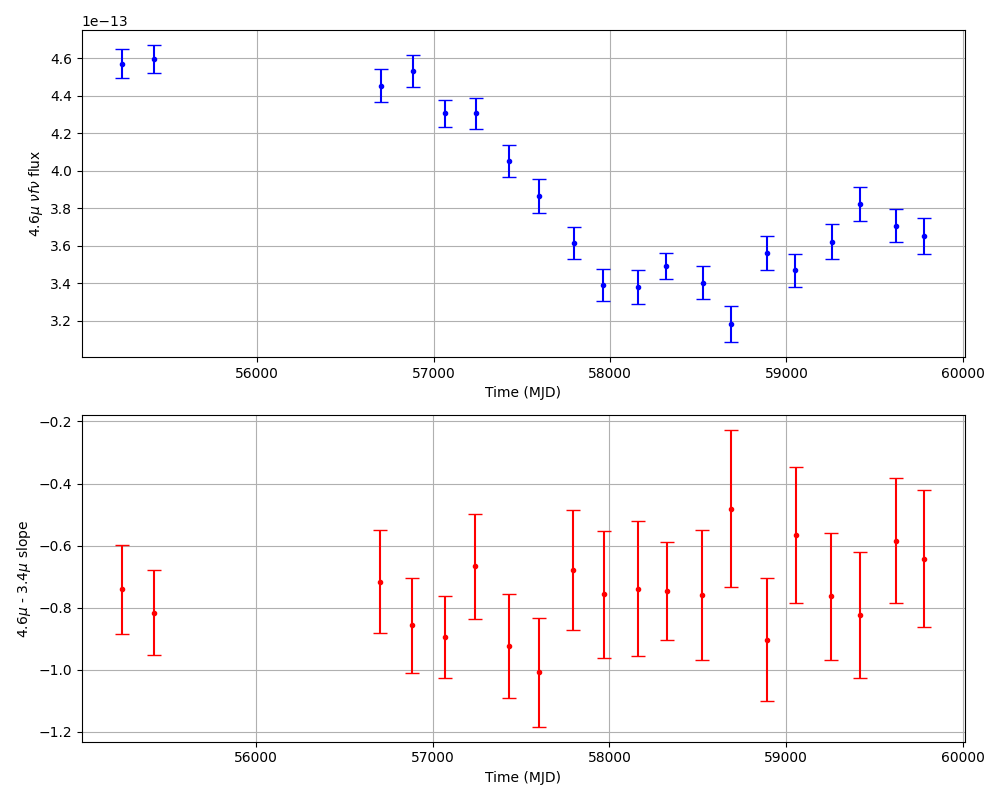 1e−13
4.6
4.4
4.2
4.0
3.8
3.6
3.4
3.2
4.6μ νfν flux
56000 57000 58000 59000 60000
Time (MJD)
−0.2
−0.4
−0.6
−0.8
−1.0
−1.2
4.6μ - 3.4μ slope
56000 57000 58000 59000 60000
Time (MJD)